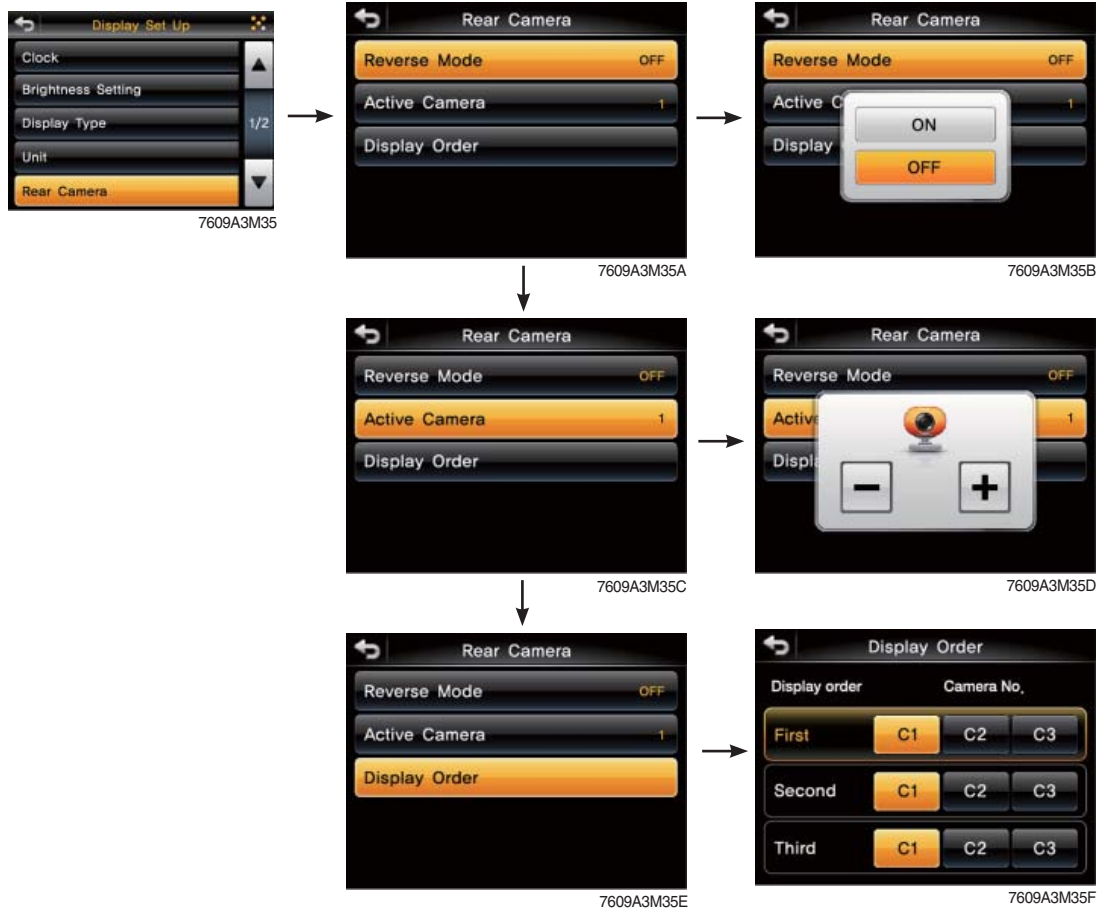 Display Set Up
Clock
Brightness Setting
Display Type
1/2
Unit
Rear Camera
7609A3M35
Rear Camera
Reverse Mode OFF
Active Camera 1
Display Order
7609A3M35A
Rear Camera
Reverse Mode OFF
Active C 1
Display
ON
OFF
7609A3M35B
Rear Camera
Reverse Mode OFF
Active Camera 1
Display Order
7609A3M35C
Rear Camera
Reverse Mode OFF
Active 1
Displa
7609A3M35D
Rear Camera
Reverse Mode OFF
Active Camera 1
Display Order
7609A3M35E
Display Order
Display order Camera No.
First C1 C2 C3
Second C1 C2 C3
Third C1 C2 C3
7609A3M35F